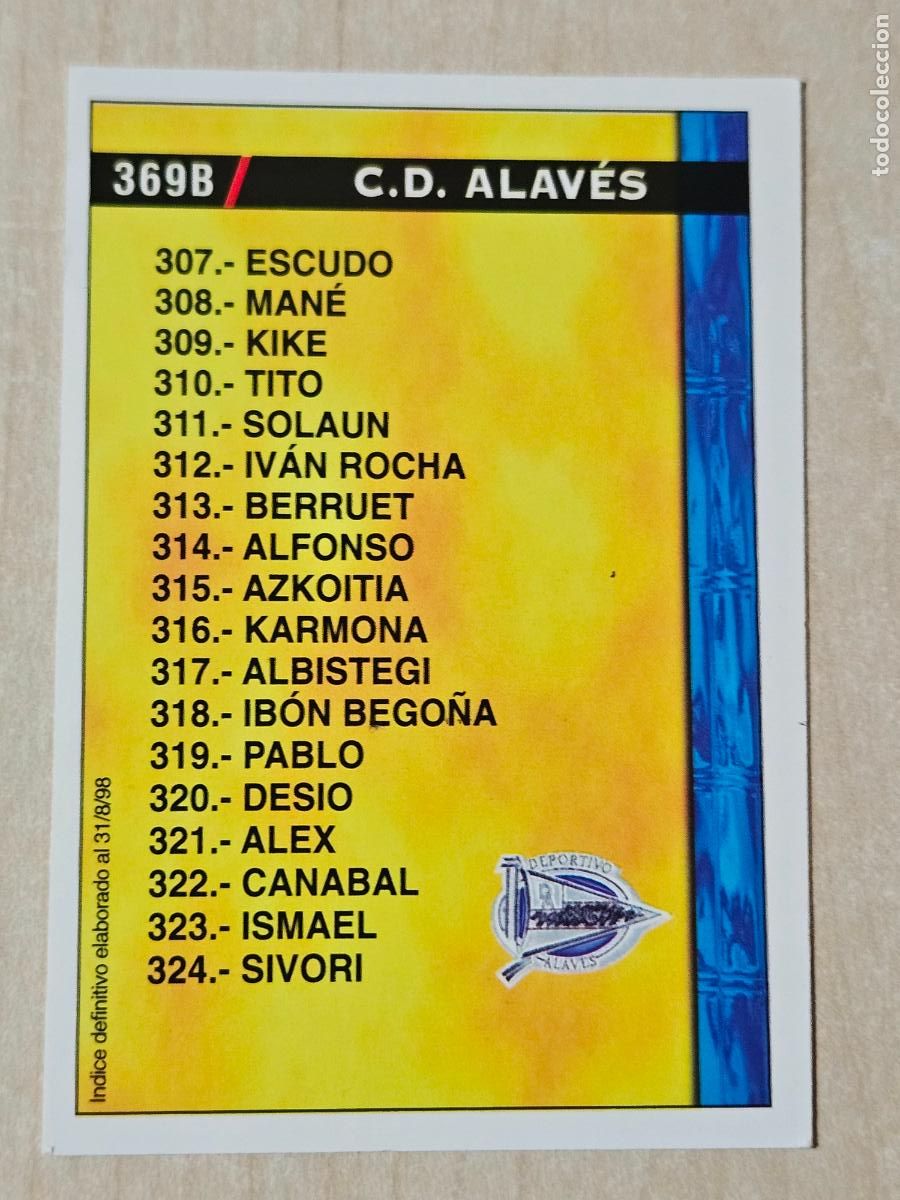 369B / C.D. ALAVÉS
307.- ESCUDO
308.- MANÉ
309.- KIKE
310.- TITO
311.- SOLAUN
312.- IVÁN ROCHA
313.- BERRUET
314.- ALFONSO
315.- AZKOITIA
316.- KARMONA
317.- ALBISTEGI
318.- IBÓN BEGOÑA
319.- PABLO
320.- DESIO
321.- ALEX
322.- CANABAL
323.- ISMAEL
324.- SIVORI
Indice definitivo elaborado al 31/8/98
DEPORTIVO
ALAVES
todocoleccion